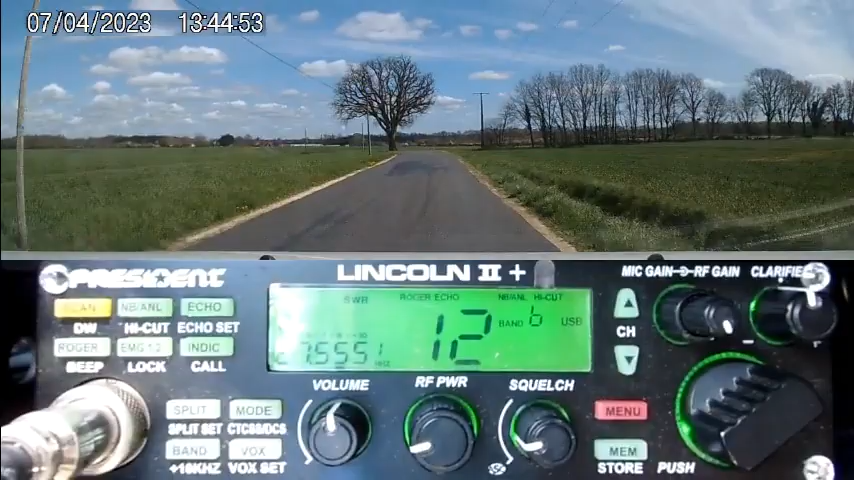 07/04/2023 13:44:53
PRESIDENT
LINCOLN II +
MIC GAIN RF GAIN CLARIFIE
SCAN NB/ANL ECHO
DW HI-CUT ECHO SET
ROGER EMG 1.2 INDIC
BEEP LOCK CALL
SWR ROGER ECHO NB/ANL HI-CUT
12 BAND b USB
27.5551
CH
VOLUME RF PWR SQUELCH
SPLIT MODE
SPLIT SET CTCSS/DCS
BAND VOX
+10KHZ VOX SET
MENU
MEM
STORE PUSH